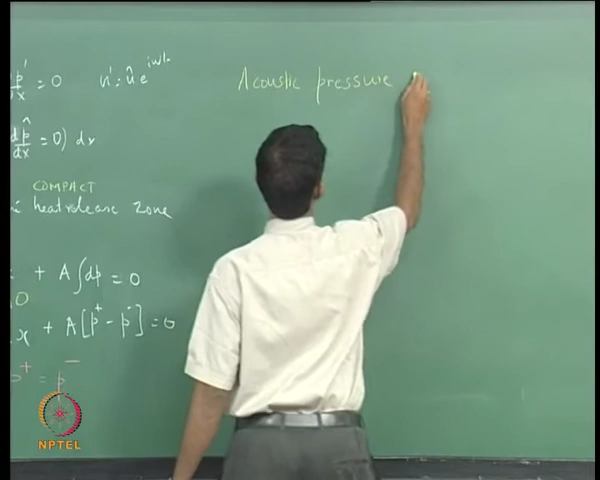 dp'/dx = 0 u' = û e^iωt
Acoustic pressure
dp̂/dx = 0) dx
COMPACT
heat release zone
+ A∫dp̂ = 0
0
x + A[p̂⁺ - p̂⁻] = 0
p⁺ = p⁻
NPTEL